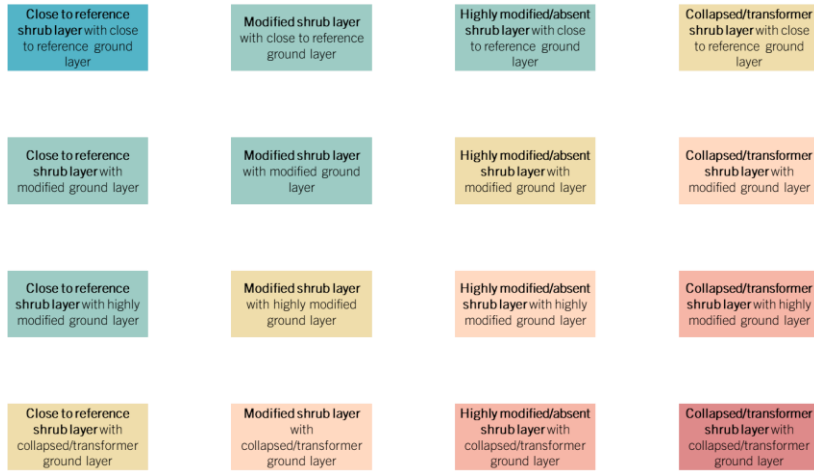 Close to reference
shrub layer with close
to reference ground
layer
Modified shrub layer
with close to reference
ground layer
Highly modified/absent
shrub layer with close
to reference ground
layer
Collapsed/transformer
shrub layer with close
to reference ground
layer
Close to reference
shrub layer with
modified ground layer
Modified shrub layer
with modified ground
layer
Highly modified/absent
shrub layer with
modified ground layer
Collapsed/transformer
shrub layer with
modified ground layer
Close to reference
shrub layer with highly
modified ground layer
Modified shrub layer
with highly modified
ground layer
Highly modified/absent
shrub layer with highly
modified ground layer
Collapsed/transformer
shrub layer with highly
modified ground layer
Close to reference
shrub layer with
collapsed/transformer
ground layer
Modified shrub layer
with
collapsed/transformer
ground layer
Highly modified/absent
shrub layer with
collapsed/transformer
ground layer
Collapsed/transformer
shrub layer with
collapsed/transformer
ground layer